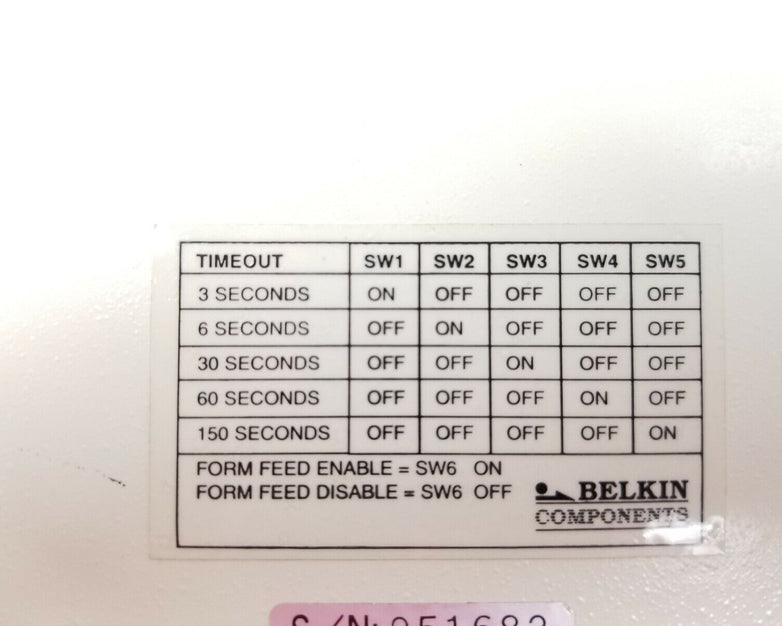 TIMEOUT SW1 SW2 SW3 SW4 SW5
3 SECONDS ON OFF OFF OFF OFF
6 SECONDS OFF ON OFF OFF OFF
30 SECONDS OFF OFF ON OFF OFF
60 SECONDS OFF OFF OFF ON OFF
150 SECONDS OFF OFF OFF OFF ON
FORM FEED ENABLE = SW6 ON
FORM FEED DISABLE = SW6 OFF
BELKIN
COMPONENTS
S/N: